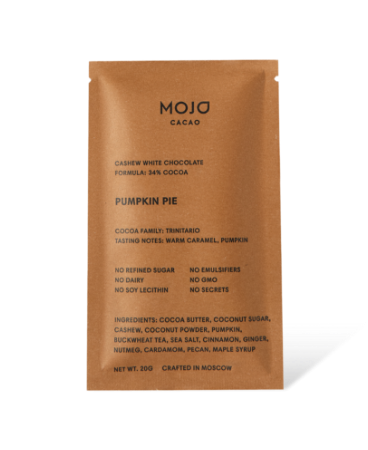 MOJO
CACAO
CASHEW WHITE CHOCOLATE
FORMULA: 34% COCOA
PUMPKIN PIE
COCOA FAMILY: TRINITARIO
TASTING NOTES: WARM CARAMEL, PUMPKIN
NO REFINED SUGAR NO EMULSIFIERS
NO DAIRY NO GMO
NO SOY LECITHIN NO SECRETS
INGREDIENTS: COCOA BUTTER, COCONUT SUGAR,
CASHEW, COCONUT POWDER, PUMPKIN,
BUCKWHEAT TEA, SEA SALT, CINNAMON, GINGER,
NUTMEG, CARDAMOM, PECAN, MAPLE SYRUP
NET WT. 20G CRAFTED IN MOSCOW